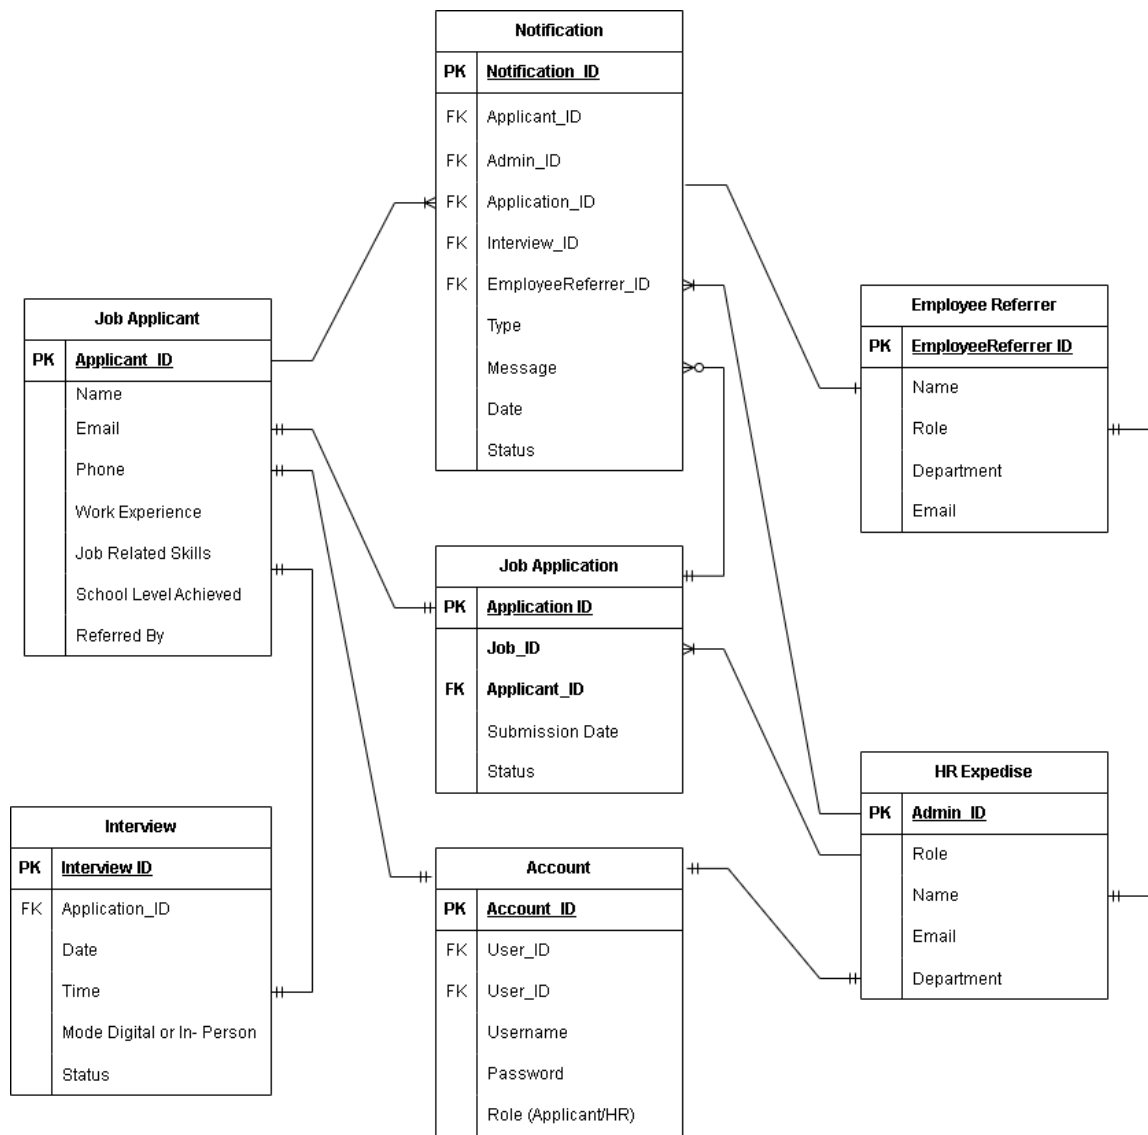 Notification
PK Notification_ID
FK Applicant_ID
FK Admin_ID
FK Application_ID
FK Interview_ID
FK EmployeeReferrer_ID
Type
Message
Date
Status
Job Applicant
PK Applicant_ID
Name
Email
Phone
Work Experience
Job Related Skills
School Level Achieved
Referred By
Employee Referrer
PK EmployeeReferrer ID
Name
Role
Department
Email
Job Application
PK Application ID
Job_ID
FK Applicant_ID
Submission Date
Status
HR Expedise
PK Admin_ID
Role
Name
Email
Department
Interview
PK Interview ID
FK Application_ID
Date
Time
Mode Digital or In- Person
Status
Account
PK Account_ID
FK User_ID
FK User_ID
Username
Password
Role (Applicant/HR)